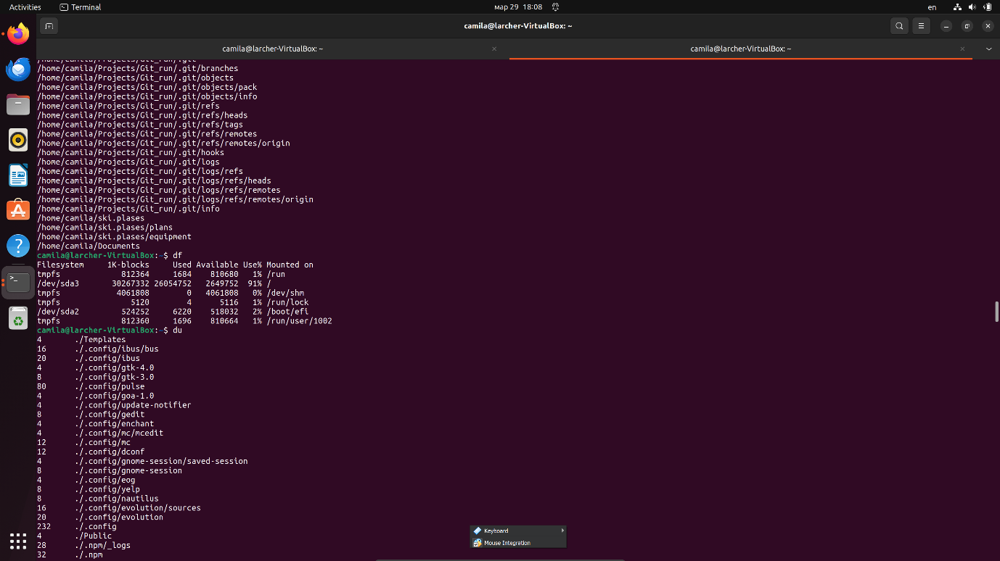 Activities
Terminal
мар 29 18:08
en
camila@larcher-VirtualBox: ~
camila@larcher-VirtualBox: ~
camila@larcher-VirtualBox: ~
/home/camila/Projects/Git_run/.git
/home/camila/Projects/Git_run/.git/branches
/home/camila/Projects/Git_run/.git/objects
/home/camila/Projects/Git_run/.git/objects/pack
/home/camila/Projects/Git_run/.git/objects/info
/home/camila/Projects/Git_run/.git/refs
/home/camila/Projects/Git_run/.git/refs/heads
/home/camila/Projects/Git_run/.git/refs/tags
/home/camila/Projects/Git_run/.git/refs/remotes
/home/camila/Projects/Git_run/.git/refs/remotes/origin
/home/camila/Projects/Git_run/.git/hooks
/home/camila/Projects/Git_run/.git/logs
/home/camila/Projects/Git_run/.git/logs/refs
/home/camila/Projects/Git_run/.git/logs/refs/heads
/home/camila/Projects/Git_run/.git/logs/refs/remotes
/home/camila/Projects/Git_run/.git/logs/refs/remotes/origin
/home/camila/Projects/Git_run/.git/info
/home/camila/ski.plases
/home/camila/ski.plases/plans
/home/camila/ski.plases/equipment
/home/camila/Documents
camila@larcher-VirtualBox:~$ df
Filesystem     1K-blocks     Used Available Use% Mounted on
tmpfs             812364     1684    810680   1% /run
/dev/sda3       30267332 26054752   2649752  91% /
tmpfs            4061808        0   4061808   0% /dev/shm
tmpfs               5120        4      5116   1% /run/lock
/dev/sda2         524252     6220    518032   2% /boot/efi
tmpfs             812360     1696    810664   1% /run/user/1002
camila@larcher-VirtualBox:~$ du
4       ./Templates
16      ./.config/ibus/bus
20      ./.config/ibus
4       ./.config/gtk-4.0
8       ./.config/gtk-3.0
80      ./.config/pulse
4       ./.config/goa-1.0
4       ./.config/update-notifier
8       ./.config/gedit
4       ./.config/enchant
4       ./.config/mc/mcedit
12      ./.config/mc
12      ./.config/dconf
4       ./.config/gnome-session/saved-session
8       ./.config/gnome-session
4       ./.config/eog
8       ./.config/yelp
8       ./.config/nautilus
16      ./.config/evolution/sources
20      ./.config/evolution
232     ./.config
4       ./Public
28      ./.npm/_logs
32      ./.npm
Keyboard
Mouse Integration